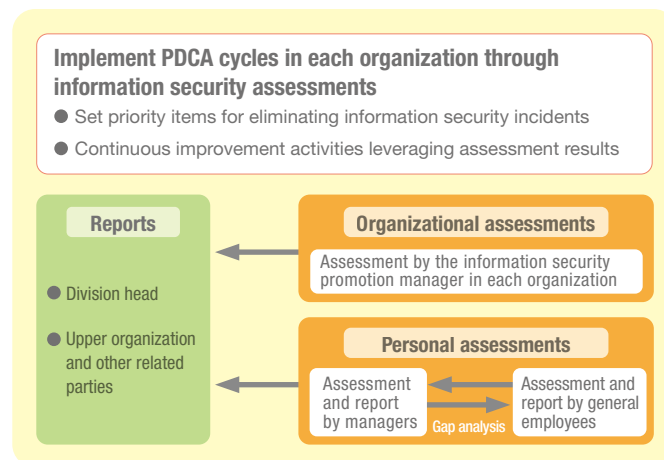 Implement PDCA cycles in each organization through
information security assessments
● Set priority items for eliminating information security incidents
● Continuous improvement activities leveraging assessment results
Reports
● Division head
● Upper organization
and other related
parties
Organizational assessments
Assessment by the information security
promotion manager in each organization
Personal assessments
Assessment
and report
by managers
Gap analysis
Assessment and
report by general
employees